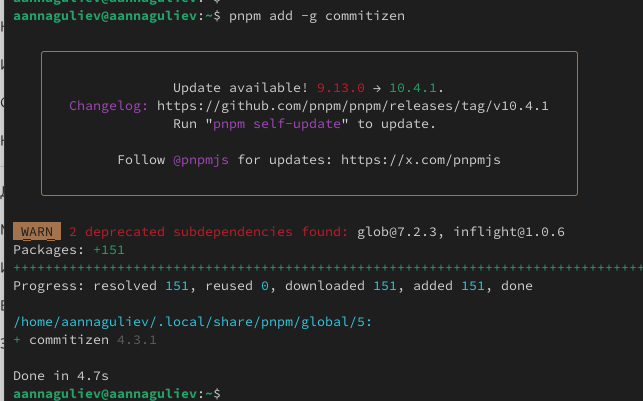 aannaguliev@aannaguliev:~$ pnpm add -g commitizen
Update available! 9.13.0 → 10.4.1.
Changelog: https://github.com/pnpm/pnpm/releases/tag/v10.4.1
Run "pnpm self-update" to update.
Follow @pnpmjs for updates: https://x.com/pnpmjs
WARN 2 deprecated subdependencies found: glob@7.2.3, inflight@1.0.6
Packages: +151
++++++++++++++++++++++++++++++++++++++++++++++++++++++++++++++++++++++++++++++
Progress: resolved 151, reused 0, downloaded 151, added 151, done
/home/aannaguliev/.local/share/pnpm/global/5:
+ commitizen 4.3.1
Done in 4.7s
aannaguliev@aannaguliev:~$